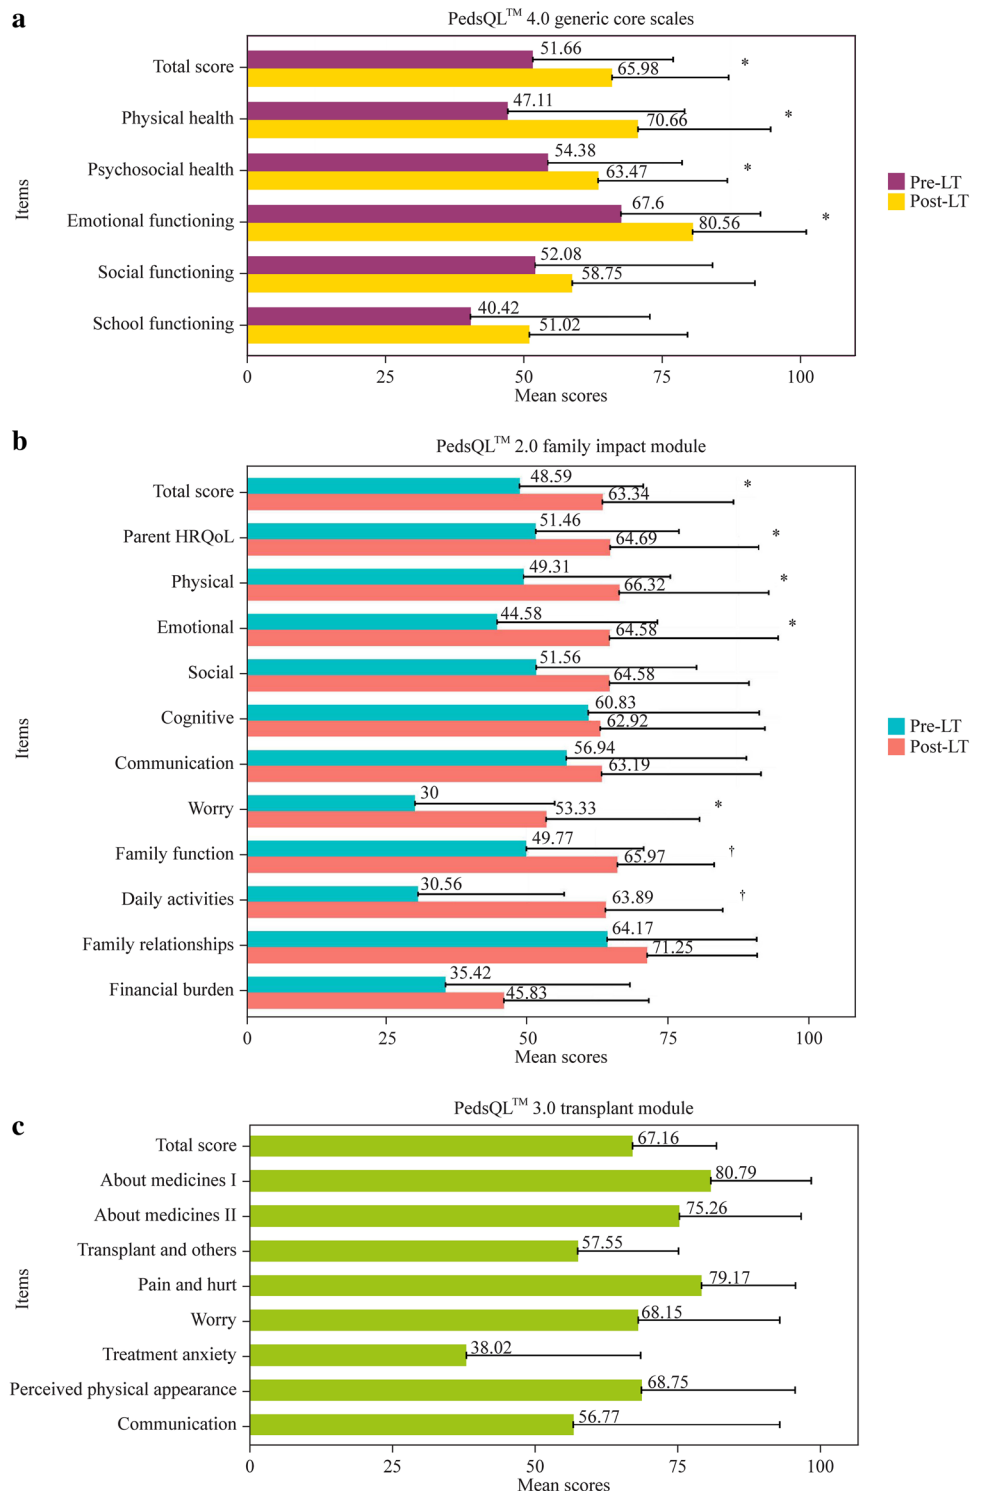 a
PedsQL™ 4.0 generic core scales
Items
Total score
51.66
65.98
*
Physical health
47.11
70.66
*
Psychosocial health
54.38
63.47
*
Emotional functioning
67.6
80.56
*
Social functioning
52.08
58.75
School functioning
40.42
51.02
0 25 50 75 100
Mean scores
Pre-LT
Post-LT
b
PedsQL™ 2.0 family impact module
Items
Total score
48.59
63.34
*
Parent HRQoL
51.46
64.69
*
Physical
49.31
66.32
*
Emotional
44.58
64.58
*
Social
51.56
64.58
Cognitive
60.83
62.92
Communication
56.94
63.19
Worry
30
53.33
*
Family function
49.77
65.97
†
Daily activities
30.56
63.89
†
Family relationships
64.17
71.25
Financial burden
35.42
45.83
0 25 50 75 100
Mean scores
Pre-LT
Post-LT
c
PedsQL™ 3.0 transplant module
Items
Total score 67.16
About medicines I 80.79
About medicines II 75.26
Transplant and others 57.55
Pain and hurt 79.17
Worry 68.15
Treatment anxiety 38.02
Perceived physical appearance 68.75
Communication 56.77
0 25 50 75 100
Mean scores